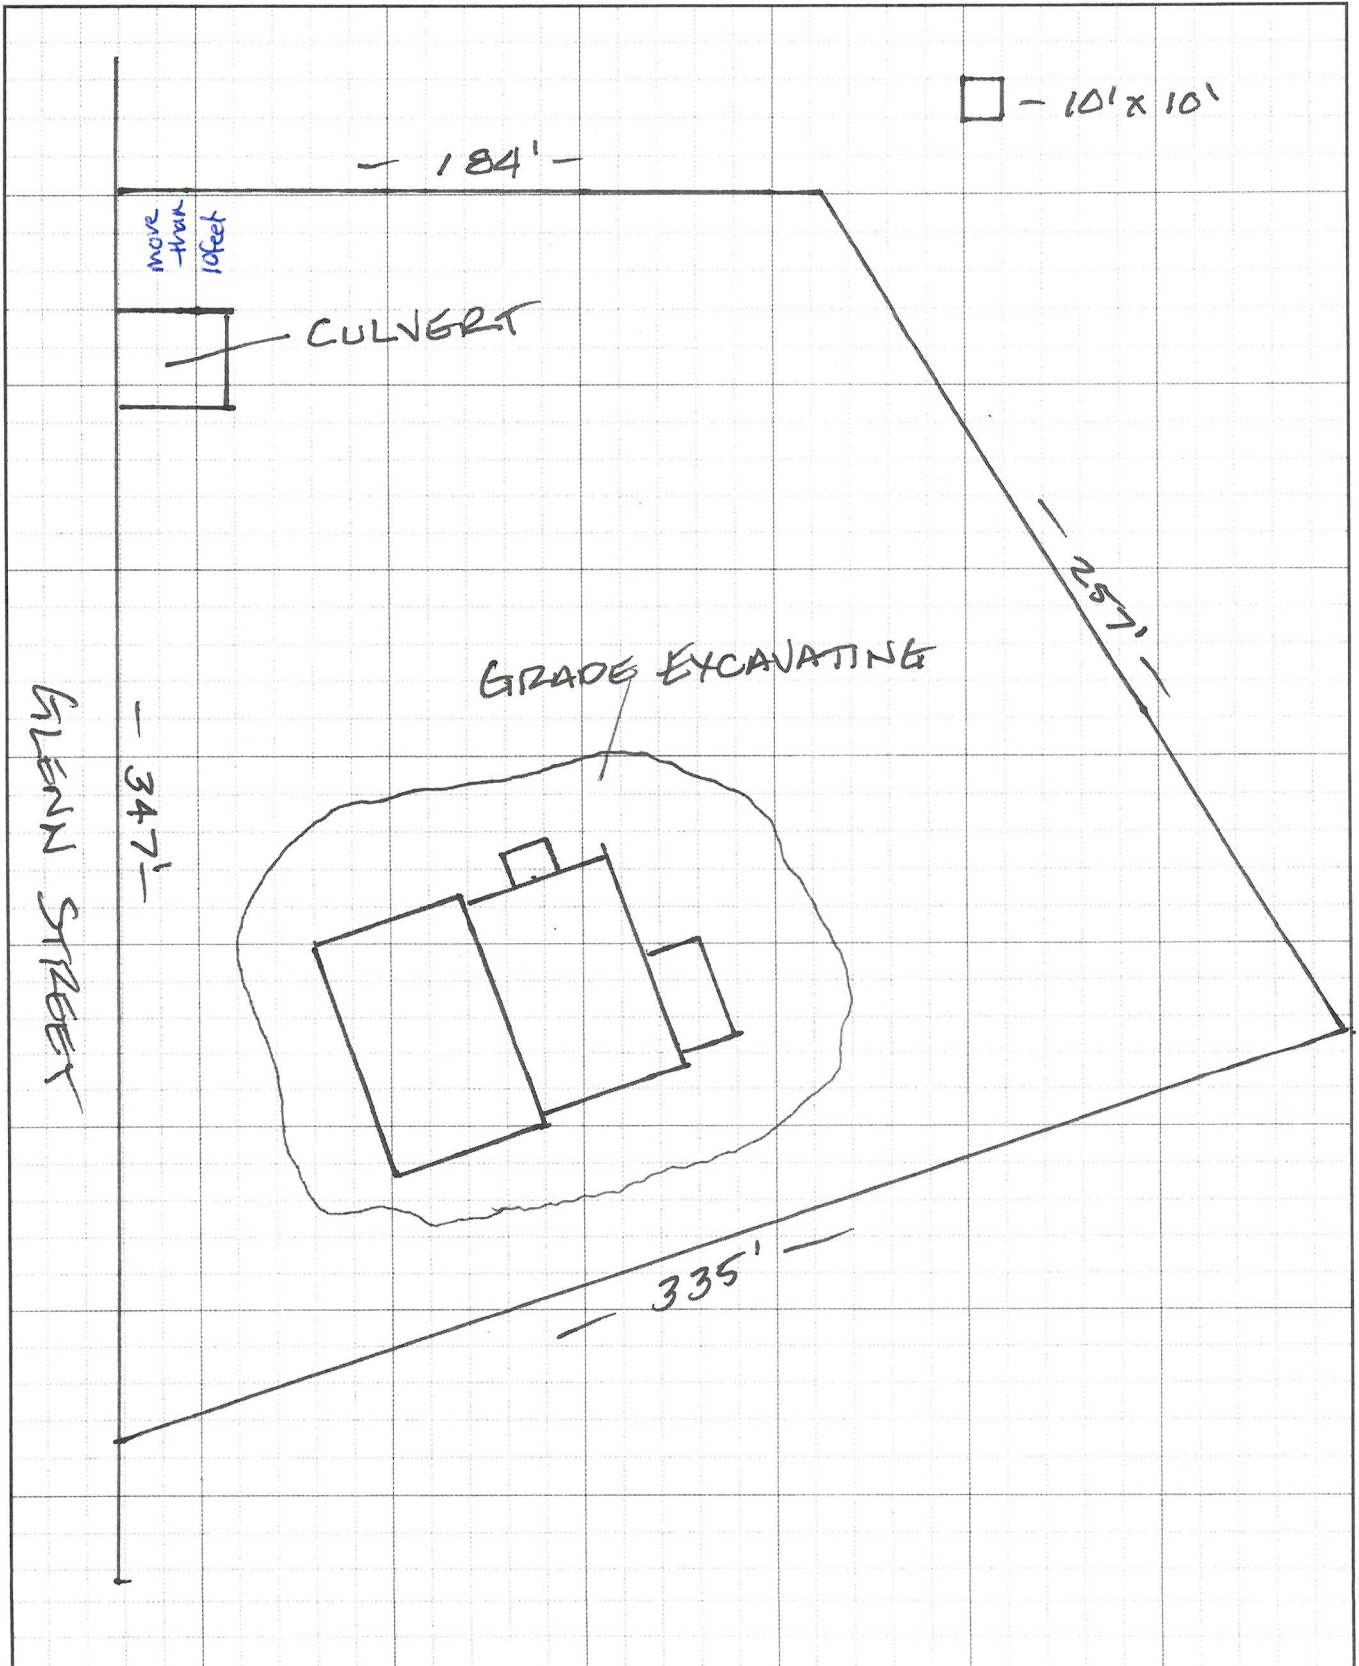 - 10' x 10'
- 184' -
more
than
10feet
CULVERT
- 257' -
GRADE EXCAVATING
GLENN STREET
- 347' -
- 335' -